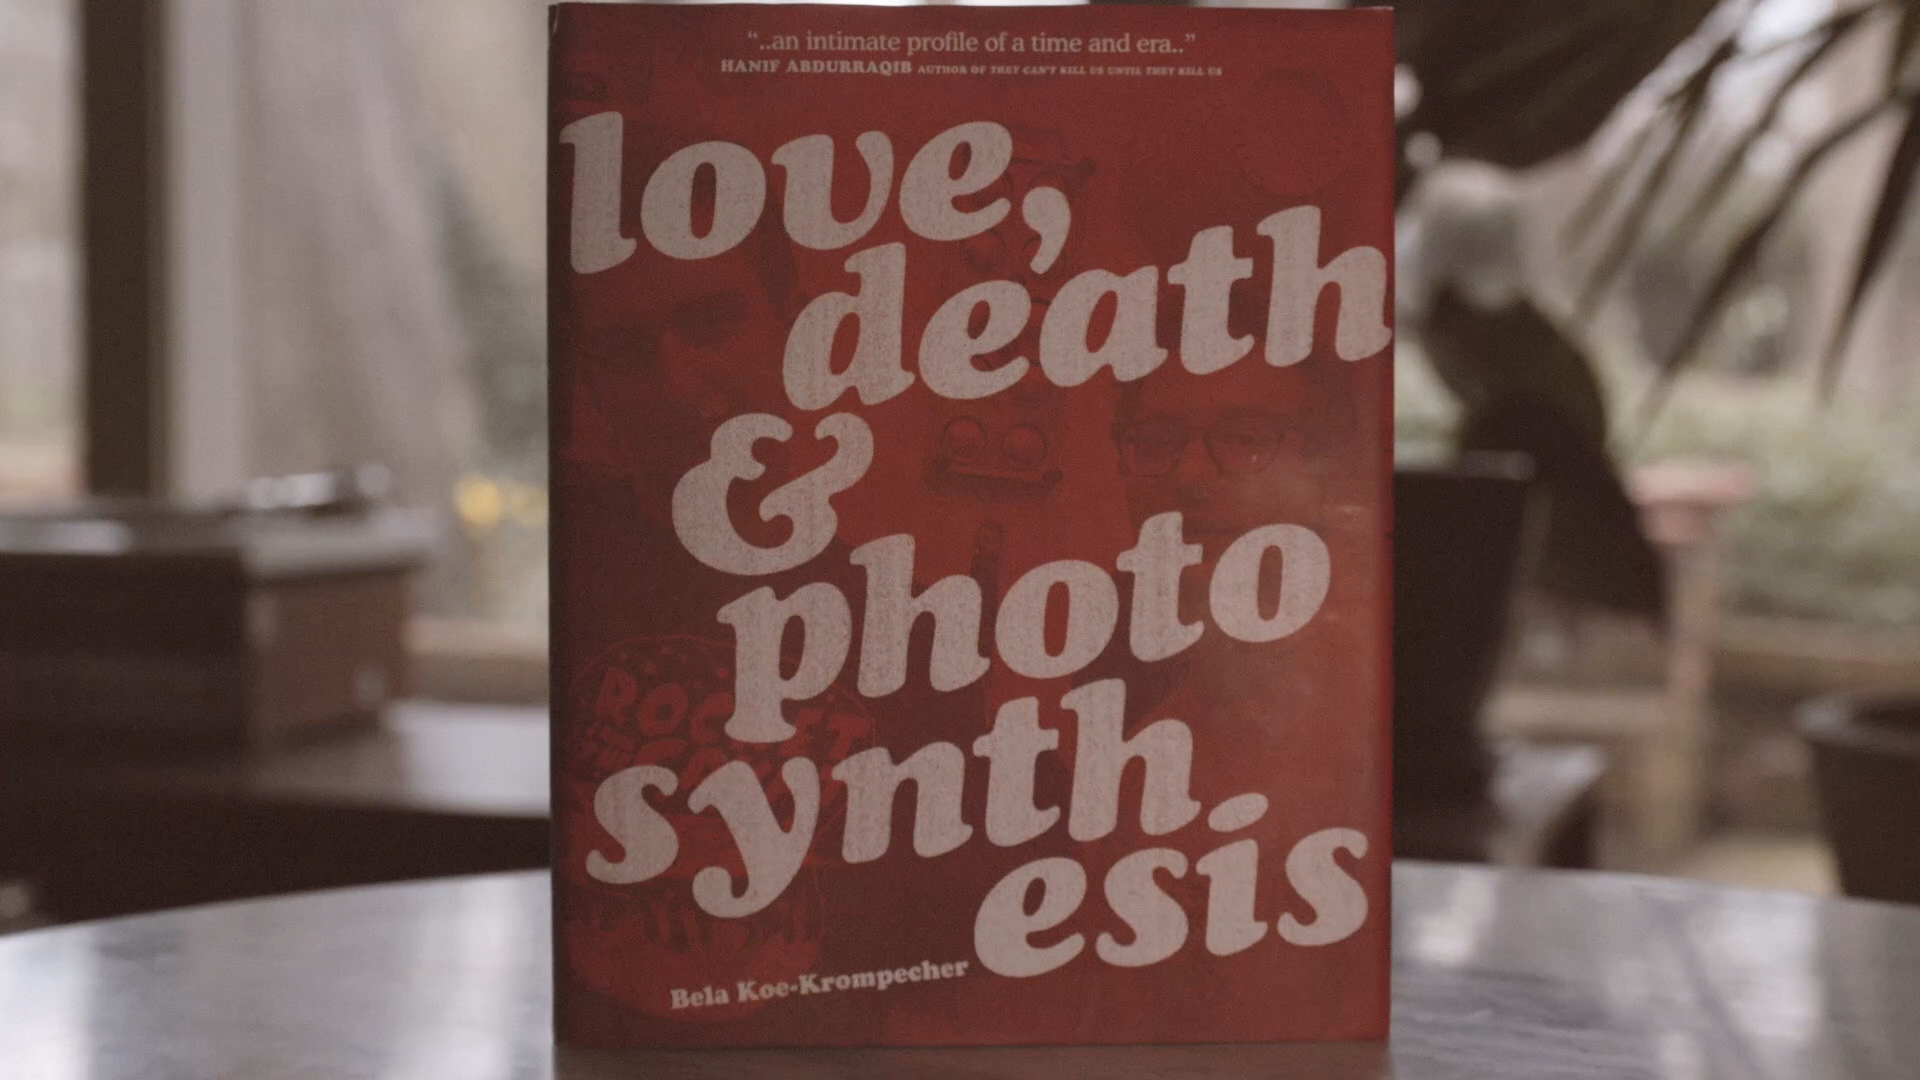 “..an intimate profile of a time and era..”
HANIF ABDURRAQIB AUTHOR OF THEY CAN'T KILL US UNTIL THEY KILL US
love,
death
&
photo
synth
esis
Bela Koe-Krompecher